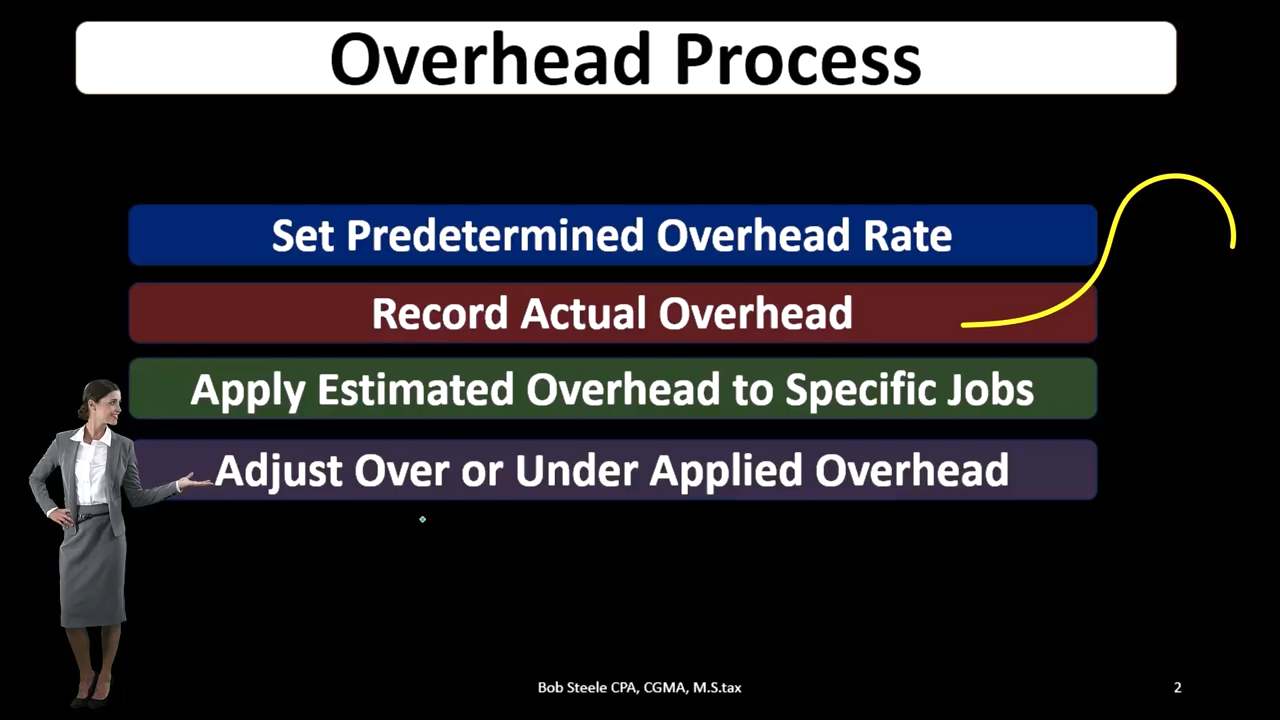 Overhead Process
Set Predetermined Overhead Rate
Record Actual Overhead
Apply Estimated Overhead to Specific Jobs
Adjust Over or Under Applied Overhead
Bob Steele CPA, CGMA, M.S.tax
2